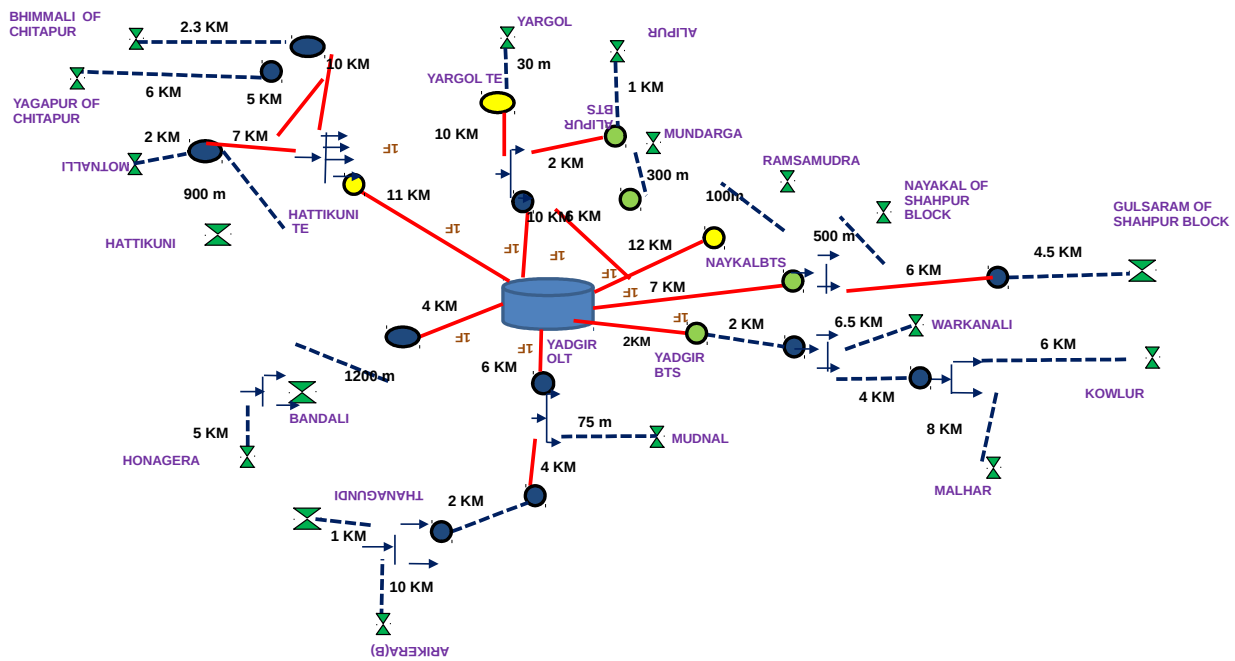 BHIMMALI OF
CHITAPUR
2.3 KM
10 KM
YAGAPUR OF
CHITAPUR
6 KM
5 KM
2 KM
7 KM
MOTNALLI
900 m
HATTIKUNI
TE
HATTIKUNI
1F
11 KM
1F
YARGOL
30 m
YARGOL TE
10 KM
ALIPUR
1 KM
ALIPUR
BTS
2 KM
MUNDARGA
300 m
10 KM
6 KM
1F
1F
1F
1F
12 KM
100m
RAMSAMUDRA
NAYAKAL OF
SHAHPUR
BLOCK
GULSARAM OF
SHAHPUR BLOCK
500 m
NAYKALBTS
7 KM
6 KM
4.5 KM
4 KM
1F
1F
YADGIR
OLT
6 KM
1F
2KM
YADGIR
BTS
2 KM
6.5 KM
WARKANALI
6 KM
KOWLUR
4 KM
8 KM
MALHAR
1200 m
BANDALI
5 KM
HONAGERA
75 m
MUDNAL
4 KM
THANAGUNDI
2 KM
1 KM
10 KM
ARIKERA(B)